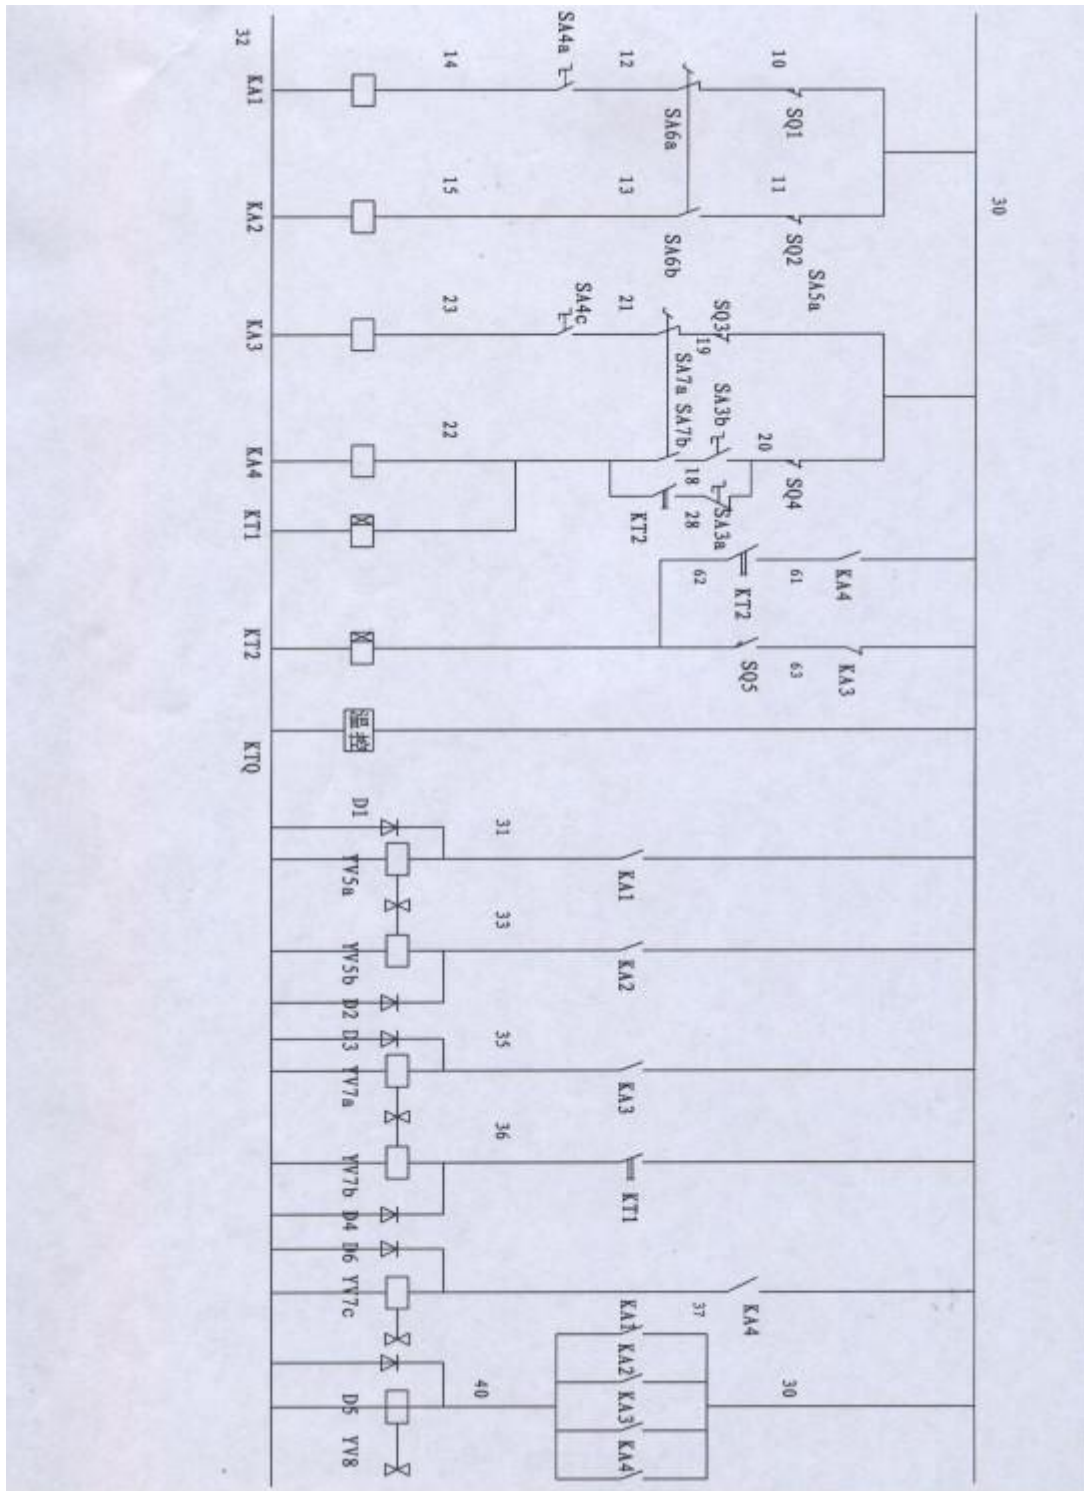 30
KA4
KA3
SA5a
SQ1
SQ2
SQ4
61
63
30
10
11
20
KT2
SQ5
KA4
SQ3
SA3b
SA3a
19
18
28
62
37
SA7a
SA7b
SA6a
SA6b
KT2
12
13
21
KA1
KA2
KA3
KT1
KA1
KA2
KA3
KA4
SA4a
SA4c
31
33
35
36
40
14
15
23
22
温控
D1
YV5a
YV5b
D2
D3
YV7a
YV7b
D4
D6
YV7c
D5
YV8
KA1
KA2
KA3
KA4
KT1
KT2
KTQ
32